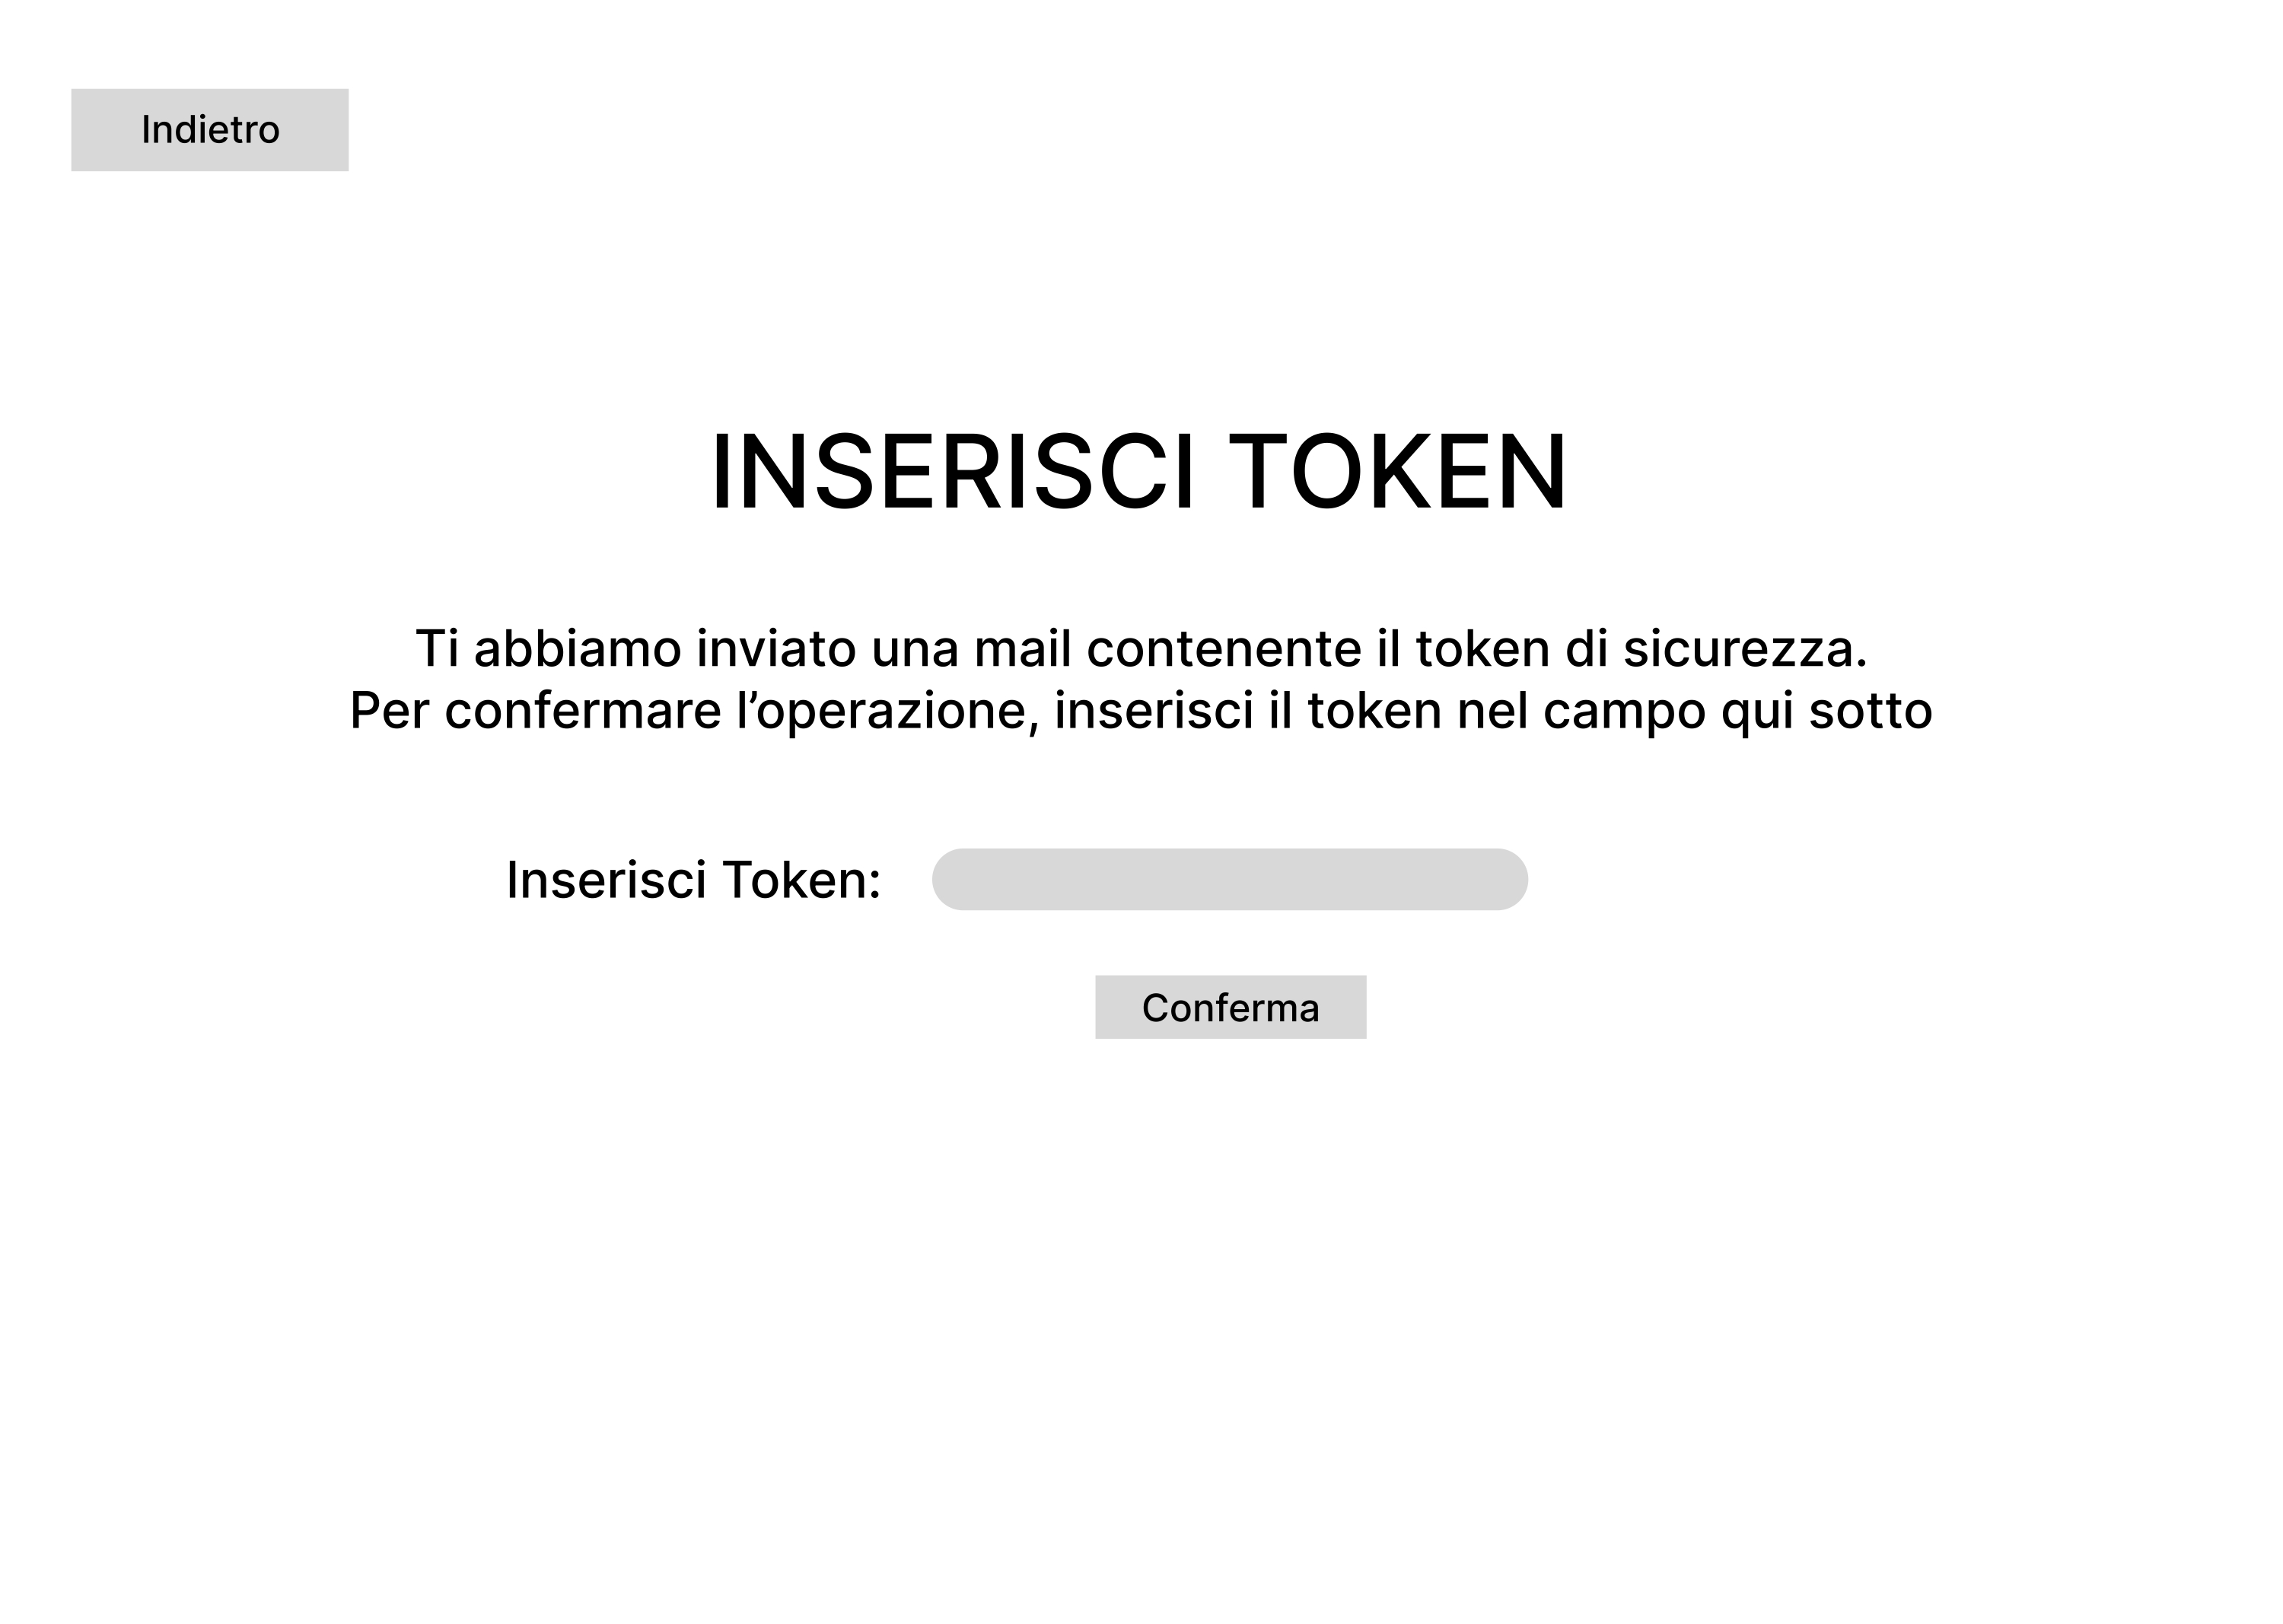 Indietro
INSERISCI TOKEN
Ti abbiamo inviato una mail contenente il token di sicurezza.
Per confermare l’operazione, inserisci il token nel campo qui sotto
Inserisci Token:
Conferma